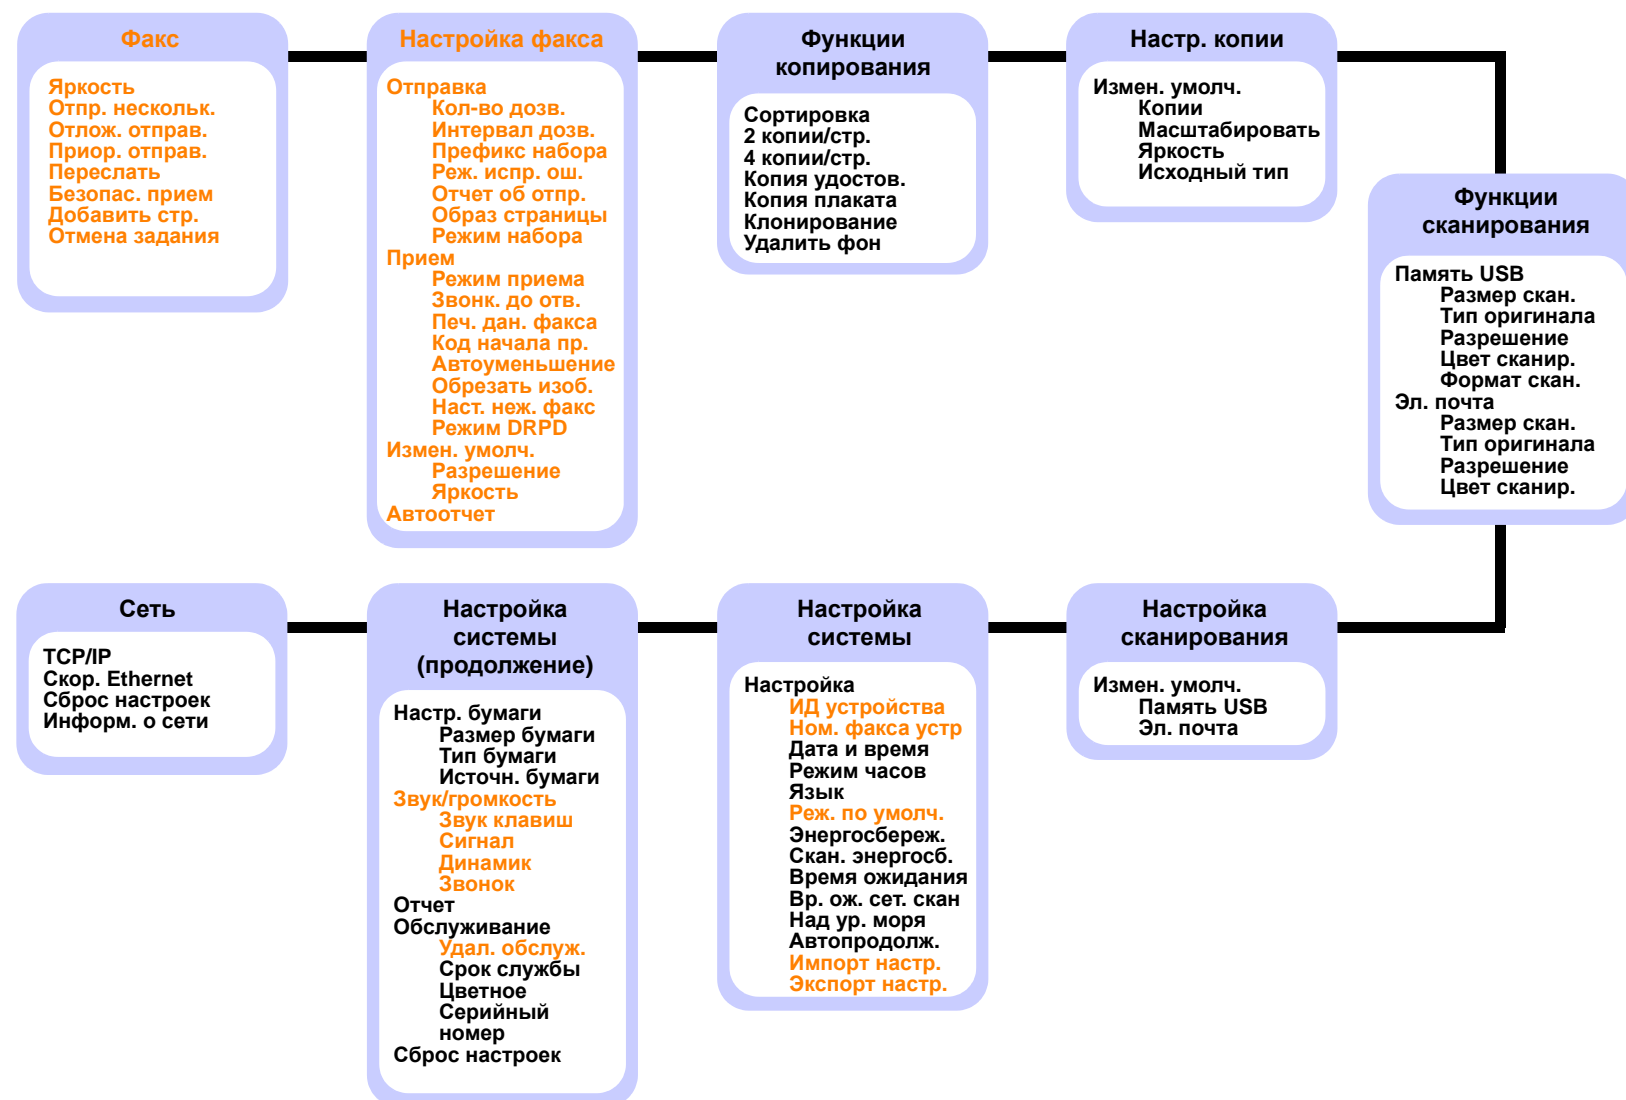 Факс
Яркость
Отпр. нескольк.
Отлож. отправ.
Приор. отправ.
Переслать
Безопас. прием
Добавить стр.
Отмена задания
Настройка факса
Отправка
Кол-во дозв.
Интервал дозв.
Префикс набора
Реж. испр. ош.
Отчет об отпр.
Образ страницы
Режим набора
Прием
Режим приема
Звонк. до отв.
Печ. дан. факса
Код начала пр.
Автоуменьшение
Обрезать изоб.
Наст. неж. факс
Режим DRPD
Измен. умолч.
Разрешение
Яркость
Автоотчет
Функции
копирования
Сортировка
2 копии/стр.
4 копии/стр.
Копия удостов.
Копия плаката
Клонирование
Удалить фон
Настр. копии
Измен. умолч.
Копии
Масштабировать
Яркость
Исходный тип
Функции
сканирования
Память USB
Размер скан.
Тип оригинала
Разрешение
Цвет сканир.
Формат скан.
Эл. почта
Размер скан.
Тип оригинала
Разрешение
Цвет сканир.
Сеть
TCP/IP
Скор. Ethernet
Сброс настроек
Информ. о сети
Настройка
системы
(продолжение)
Настр. бумаги
Размер бумаги
Тип бумаги
Источн. бумаги
Звук/громкость
Звук клавиш
Сигнал
Динамик
Звонок
Отчет
Обслуживание
Удал. обслуж.
Срок службы
Цветное
Серийный
номер
Сброс настроек
Настройка
системы
Настройка
ИД устройства
Ном. факса устр
Дата и время
Режим часов
Язык
Реж. по умолч.
Энергосбереж.
Скан. энергосб.
Время ожидания
Вр. ож. сет. скан
Над ур. моря
Автопродолж.
Импорт настр.
Экспорт настр.
Настройка
сканирования
Измен. умолч.
Память USB
Эл. почта